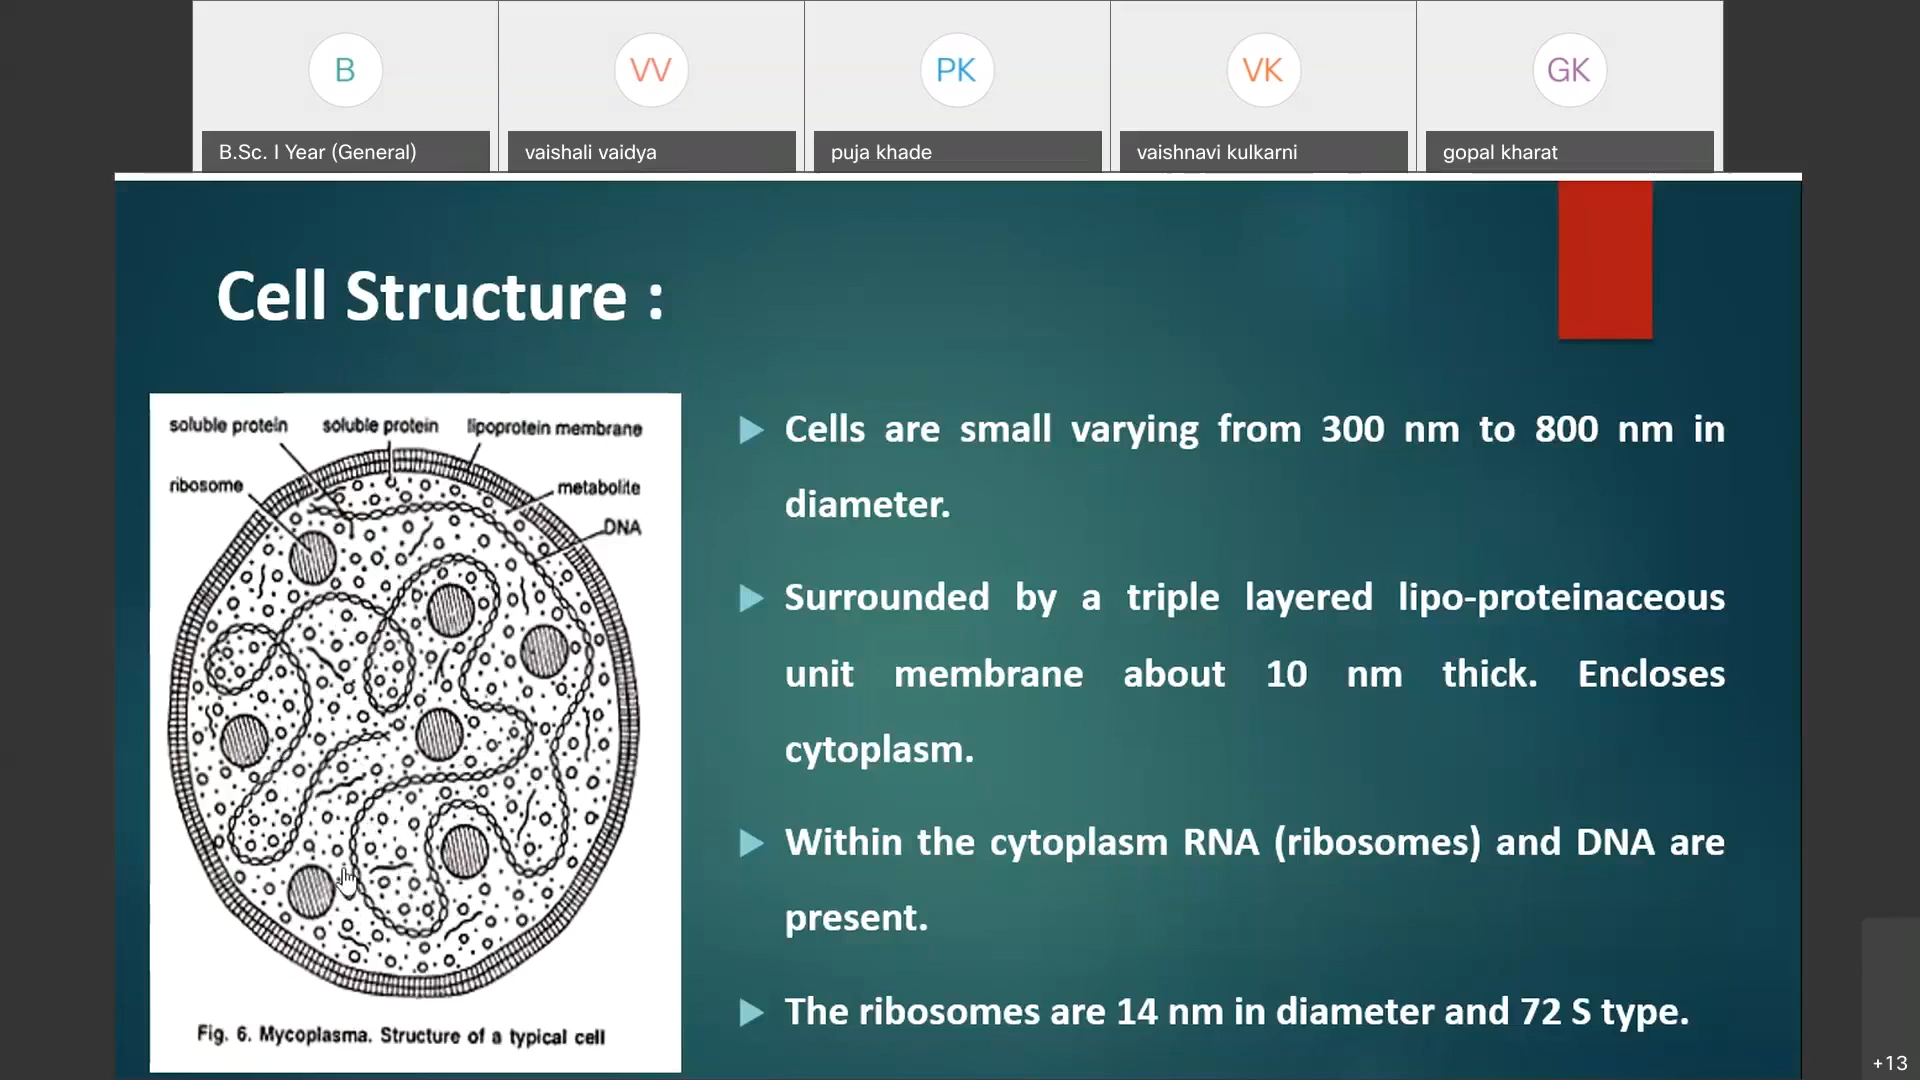 B VV PK VK GK
B.Sc. I Year (General) vaishali vaidya puja khade vaishnavi kulkarni gopal kharat
Cell Structure :
soluble protein soluble protein lipoprotein membrane
ribosome metabolite
DNA
Fig. 6. Mycoplasma. Structure of a typical cell
Cells are small varying from 300 nm to 800 nm in
diameter.
Surrounded by a triple layered lipo-proteinaceous
unit membrane about 10 nm thick. Encloses
cytoplasm.
Within the cytoplasm RNA (ribosomes) and DNA are
present.
The ribosomes are 14 nm in diameter and 72 S type.
+13